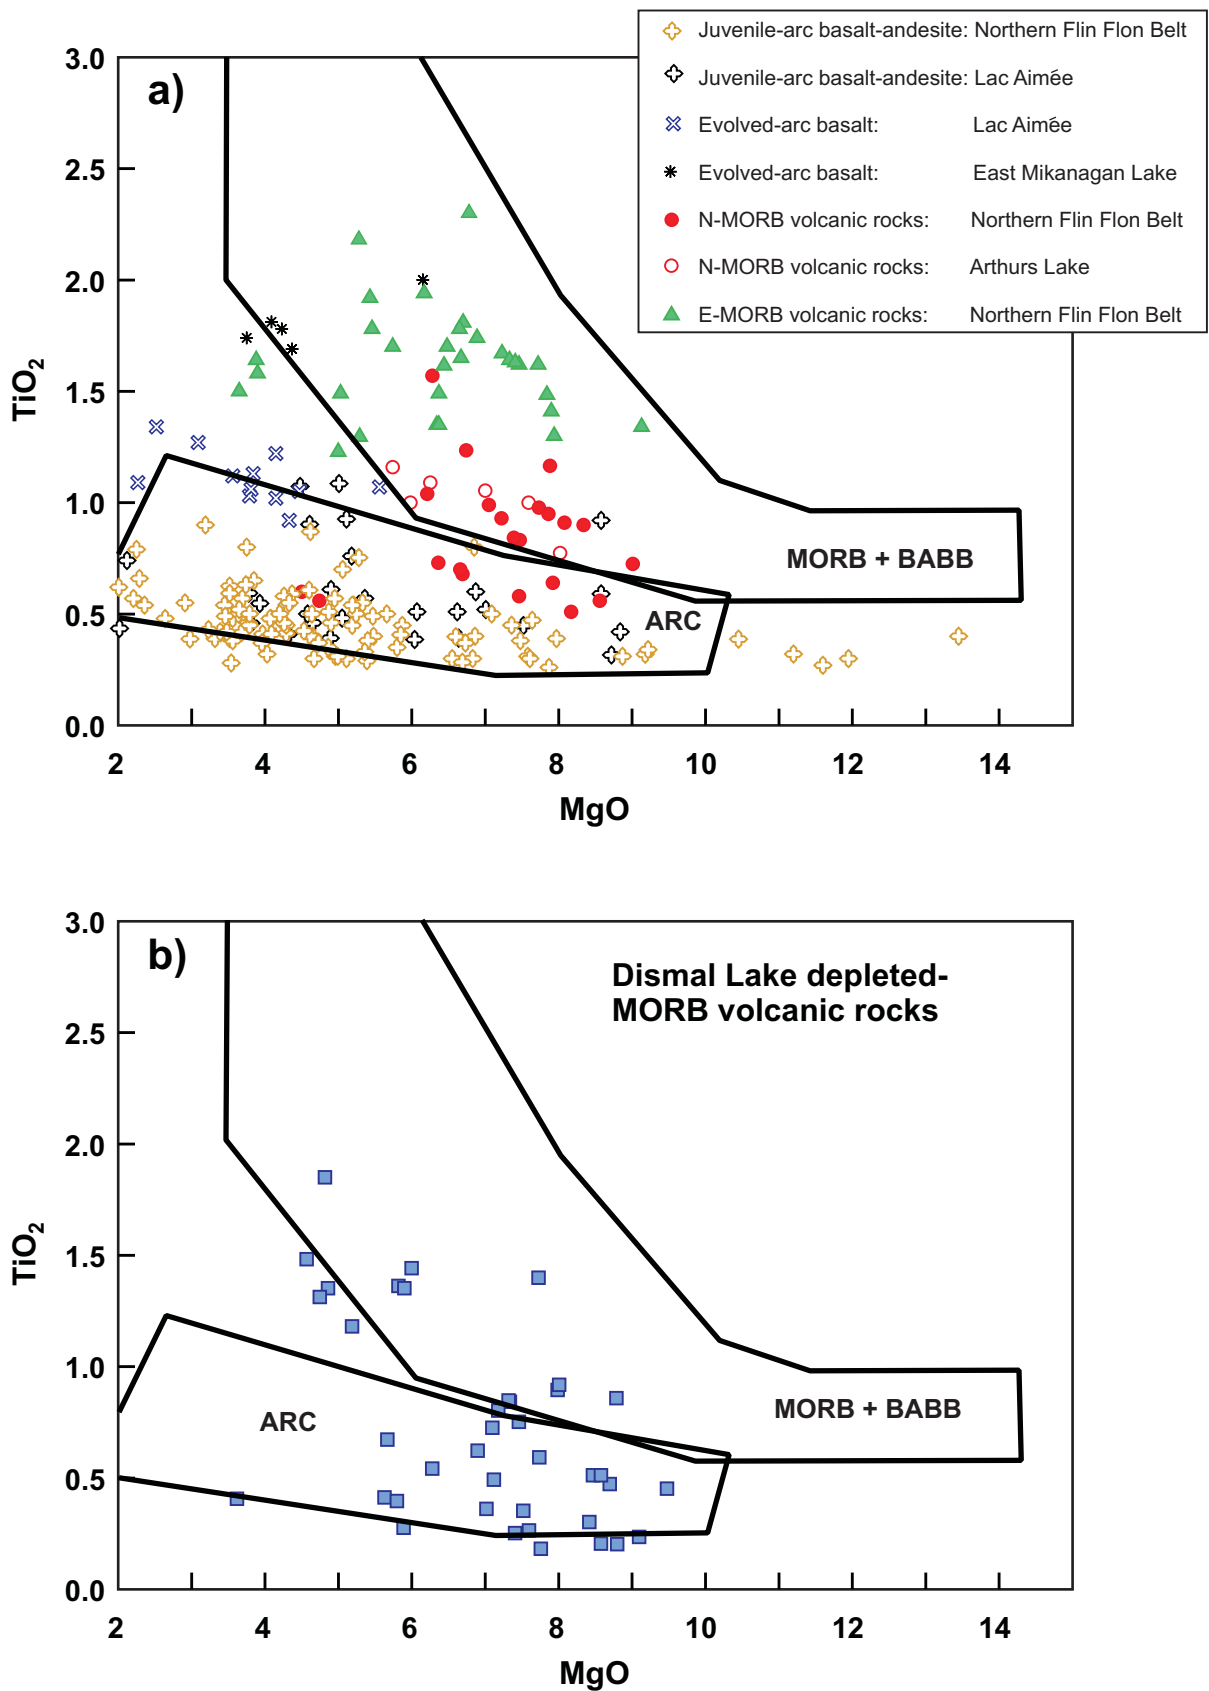 Juvenile-arc basalt-andesite: Northern Flin Flon Belt
Juvenile-arc basalt-andesite: Lac Aimée
Evolved-arc basalt: Lac Aimée
Evolved-arc basalt: East Mikanagan Lake
N-MORB volcanic rocks: Northern Flin Flon Belt
N-MORB volcanic rocks: Arthurs Lake
E-MORB volcanic rocks: Northern Flin Flon Belt
a)
3.0
2.5
2.0
1.5
1.0
0.5
0.0
TiO2
MORB + BABB
ARC
2 4 6 8 10 12 14
MgO
b)
Dismal Lake depleted-
MORB volcanic rocks
3.0
2.5
2.0
1.5
1.0
0.5
0.0
TiO2
MORB + BABB
ARC
2 4 6 8 10 12 14
MgO